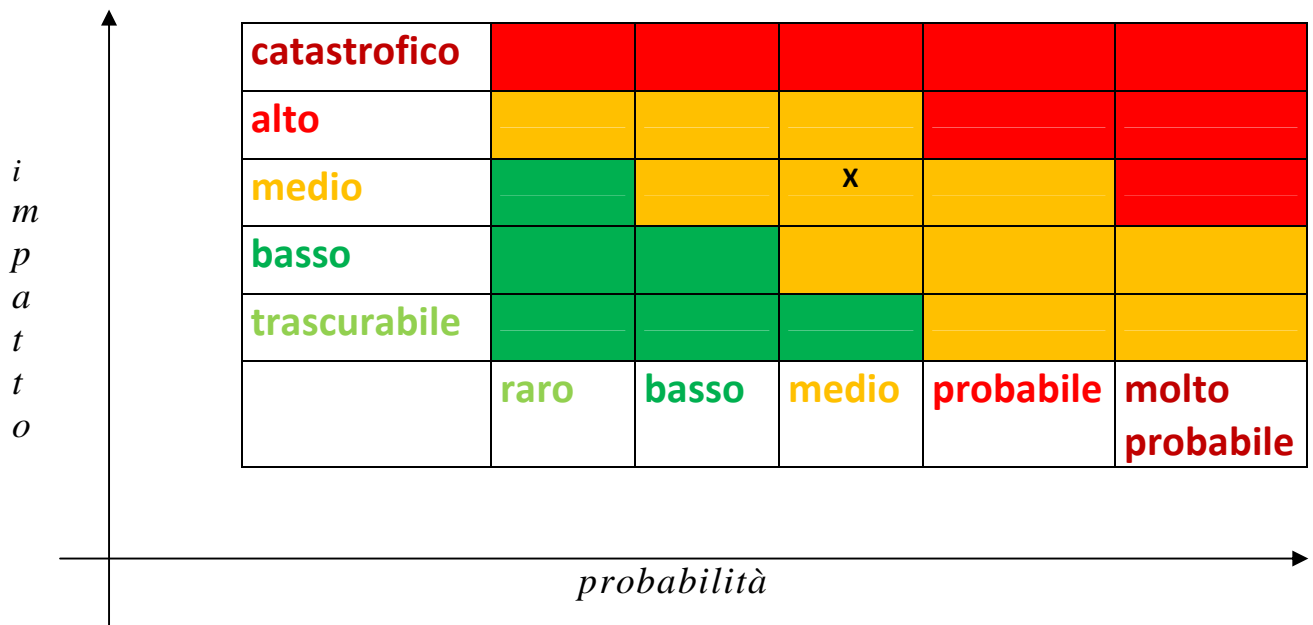 i
m
p
a
t
t
o
catastrofico
alto
medio
X
basso
trascurabile
raro
basso
medio
probabile
molto
probabile
probabilità